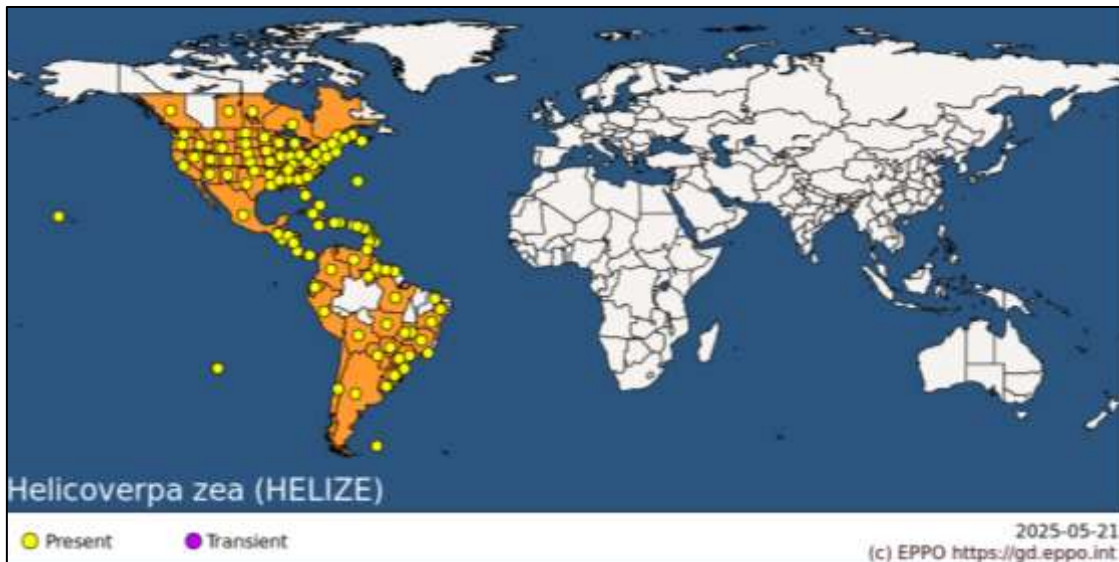 Helicoverpa zea (HELIZE)
Present
Transient
2025-05-21
(c) EPPO https://gd.eppo.int